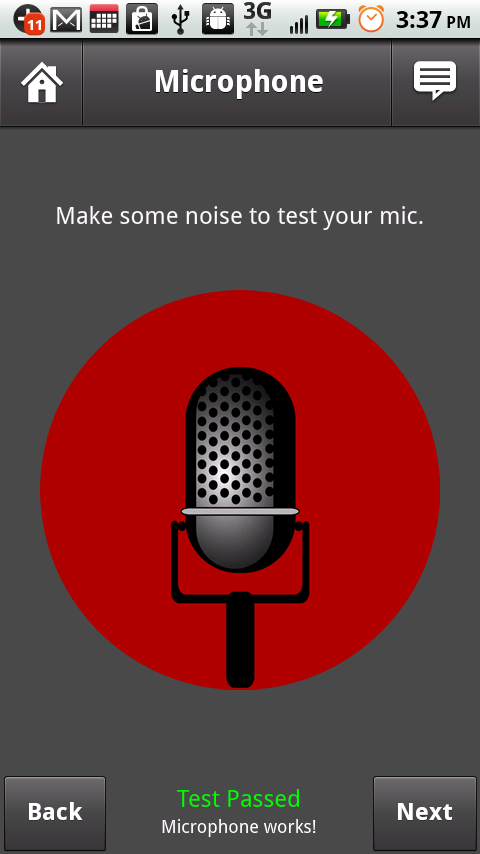 11
3G
3:37 PM
Microphone
Make some noise to test your mic.
Back
Test Passed
Microphone works!
Next